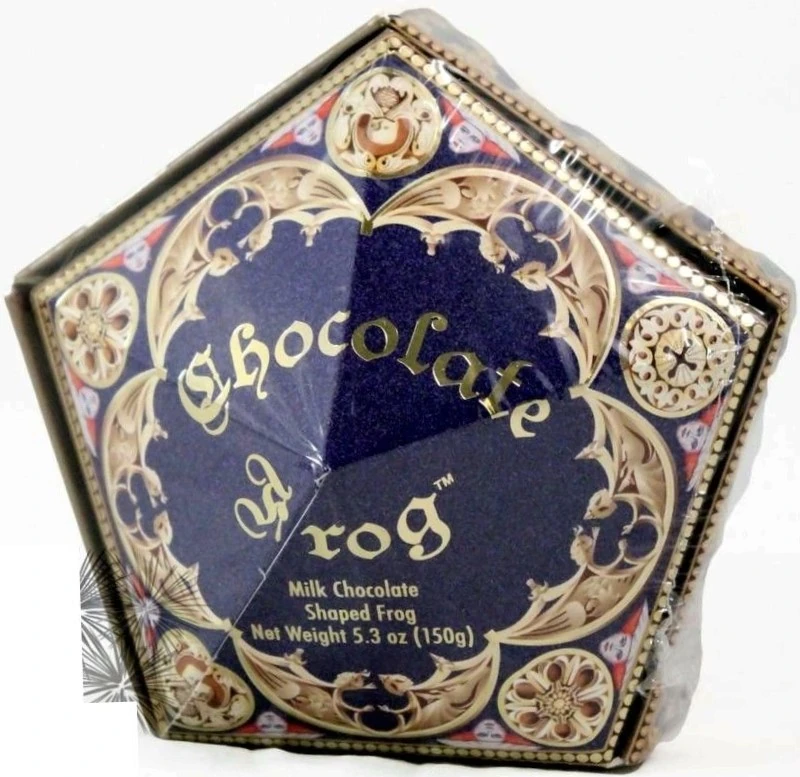 Chocolate
Frog™
Milk Chocolate
Shaped Frog
Net Weight 5.3 oz (150g)